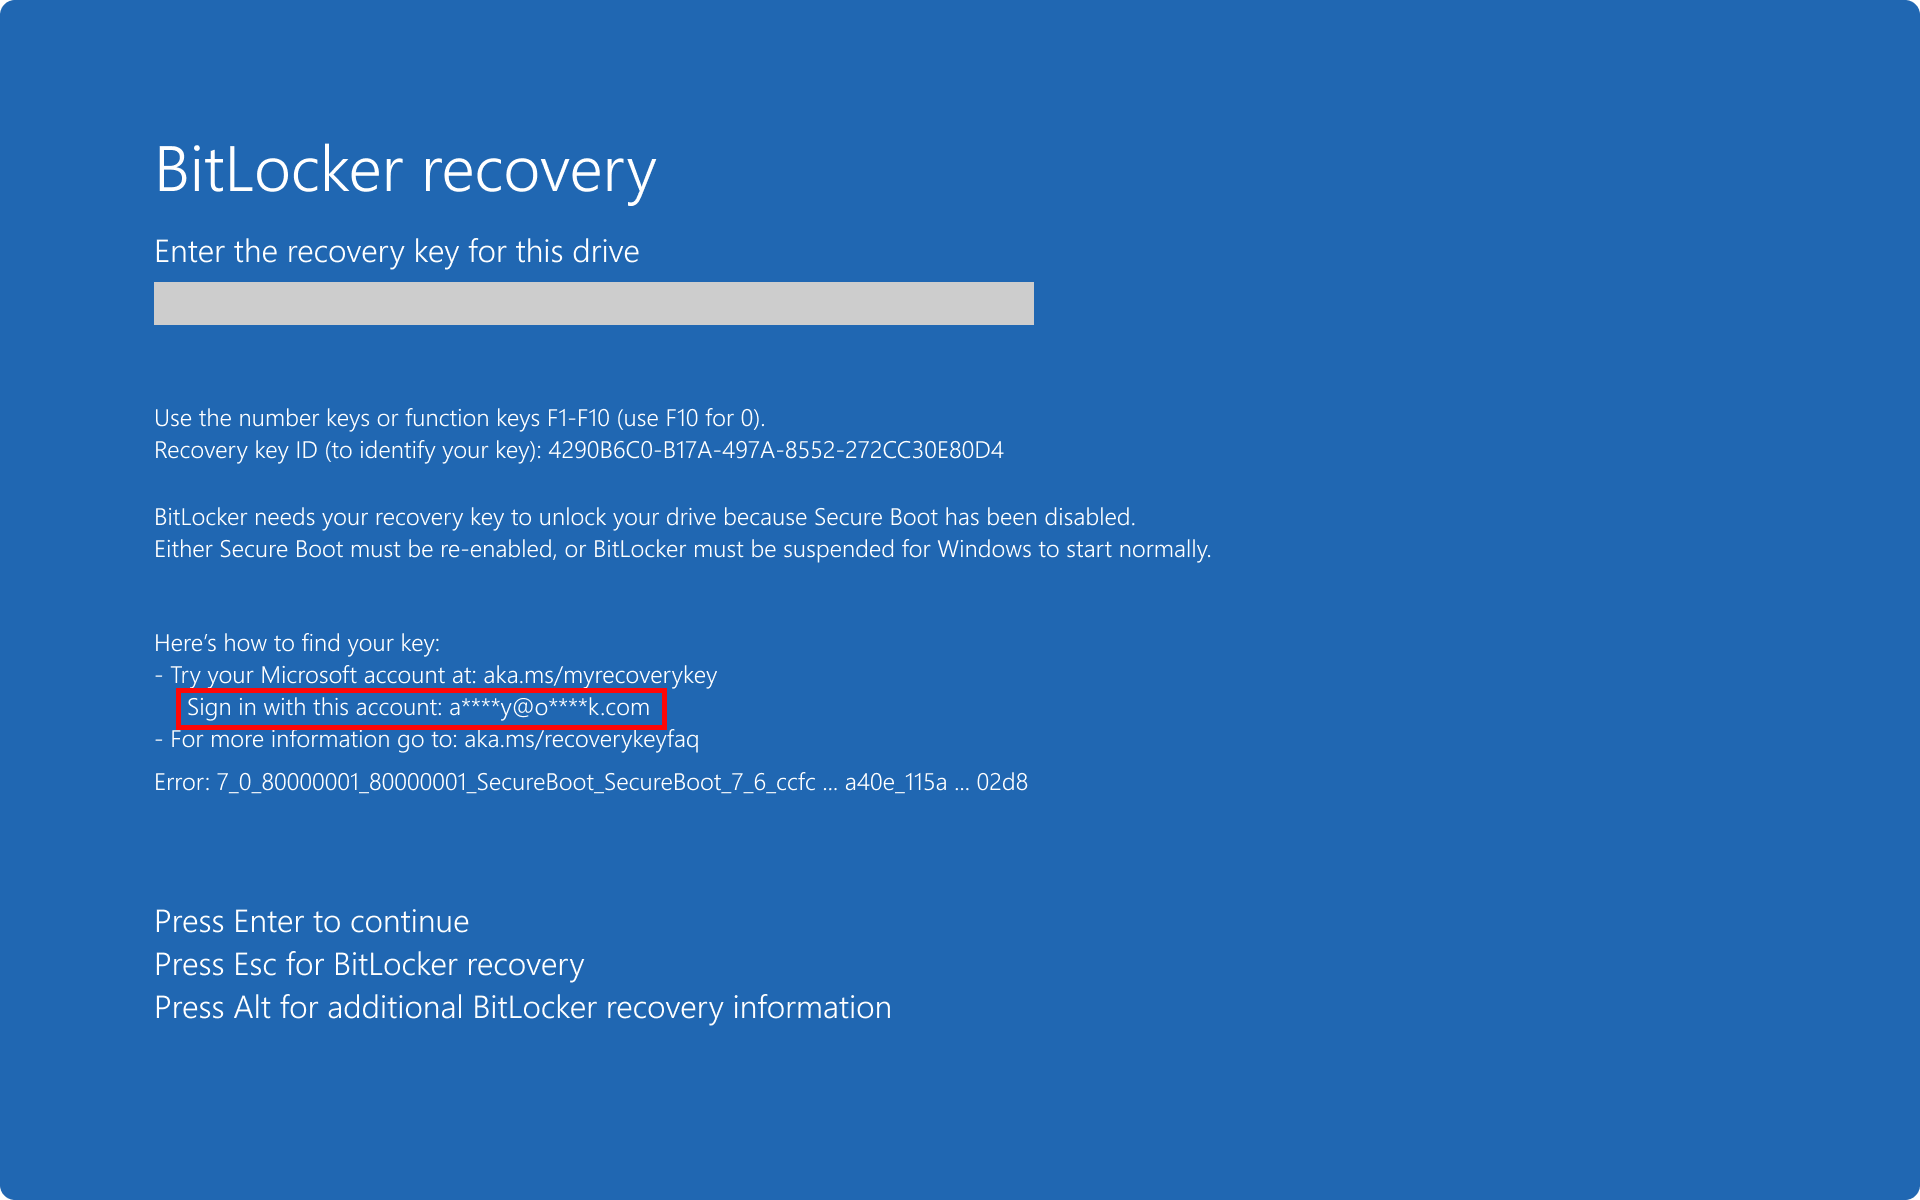 BitLocker recovery
Enter the recovery key for this drive
Use the number keys or function keys F1-F10 (use F10 for 0).
Recovery key ID (to identify your key): 4290B6C0-B17A-497A-8552-272CC30E80D4
BitLocker needs your recovery key to unlock your drive because Secure Boot has been disabled.
Either Secure Boot must be re-enabled, or BitLocker must be suspended for Windows to start normally.
Here’s how to find your key:
- Try your Microsoft account at: aka.ms/myrecoverykey
Sign in with this account: a****y@o****k.com
- For more information go to: aka.ms/recoverykeyfaq
Error: 7_0_80000001_80000001_SecureBoot_SecureBoot_7_6_ccfc ... a40e_115a ... 02d8
Press Enter to continue
Press Esc for BitLocker recovery
Press Alt for additional BitLocker recovery information